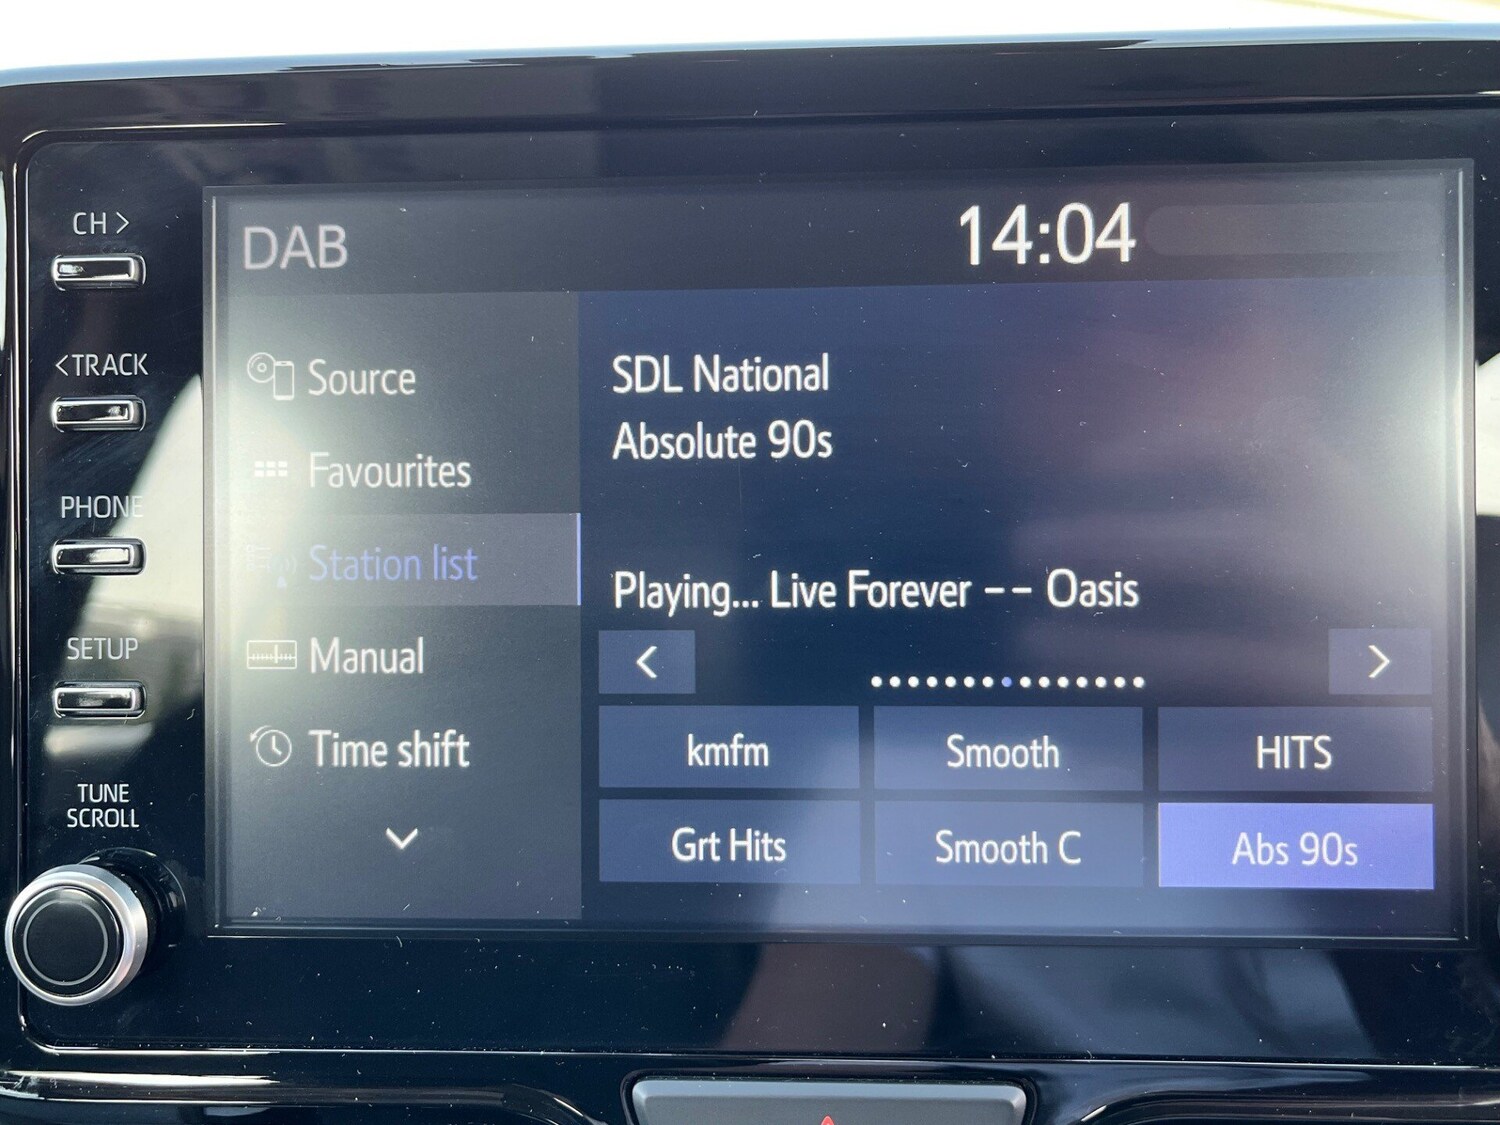 CH >
DAB
14:04
<TRACK
PHONE
SETUP
TUNE
SCROLL
Source
Favourites
Station list
Manual
Time shift
SDL National
Absolute 90s
Playing... Live Forever -- Oasis
<
>
kmfm
Smooth
HITS
Grt Hits
Smooth C
Abs 90s